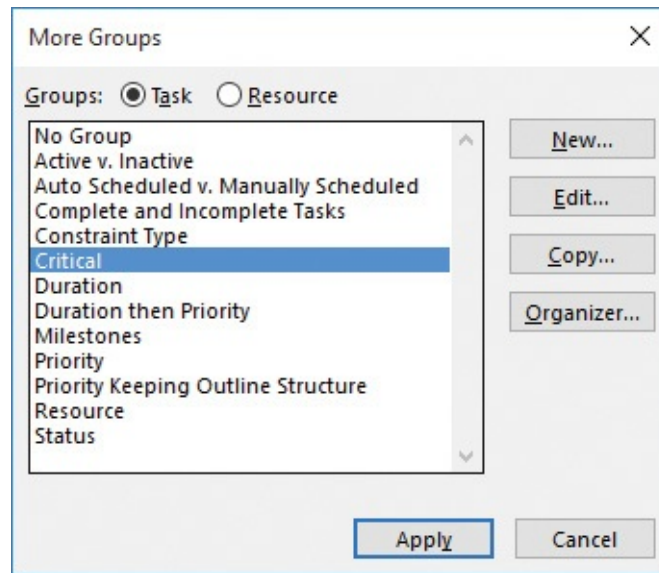 More Groups
Groups: Task Resource
No Group
Active v. Inactive
Auto Scheduled v. Manually Scheduled
Complete and Incomplete Tasks
Constraint Type
Critical
Duration
Duration then Priority
Milestones
Priority
Priority Keeping Outline Structure
Resource
Status
New...
Edit...
Copy...
Organizer...
Apply Cancel